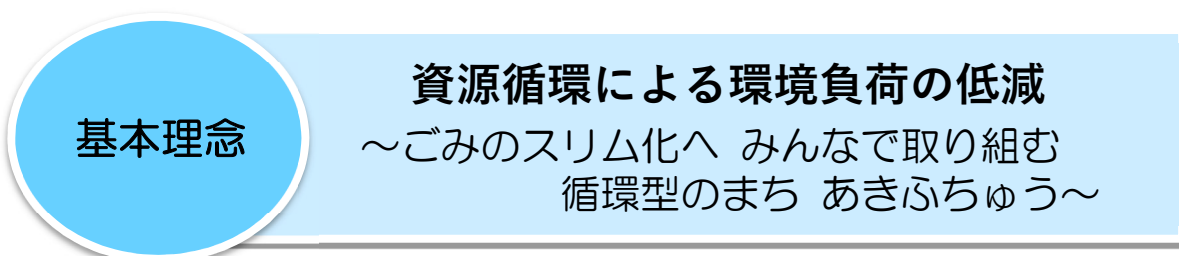 基本理念
資源循環による環境負荷の低減
～ごみのスリム化へ みんなで取り組む
循環型のまち あきふちゅう～